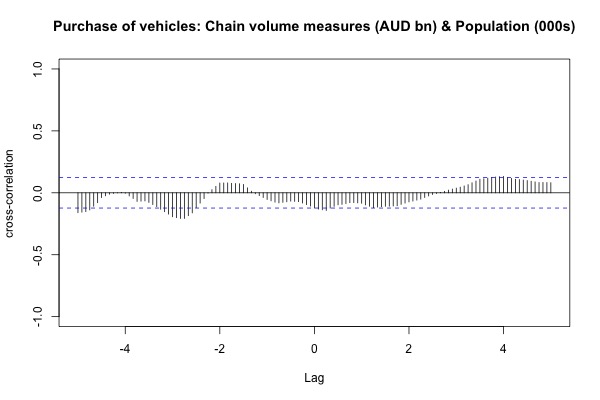 Purchase of vehicles: Chain volume measures (AUD bn) & Population (000s)
cross-correlation
1.0
0.5
0.0
-0.5
-1.0
-4 -2 0 2 4
Lag